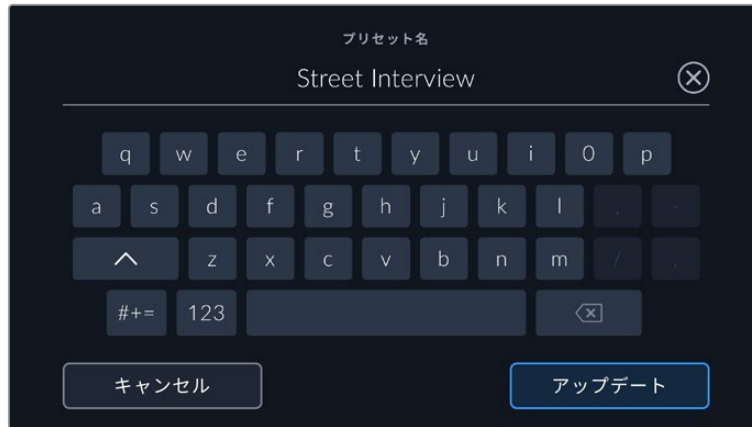 プリセット名
Street Interview
q w e r t y u i O p
a s d f g h j k l . -
z x c v b n m / ,
#+= 123
キャンセル アップデート